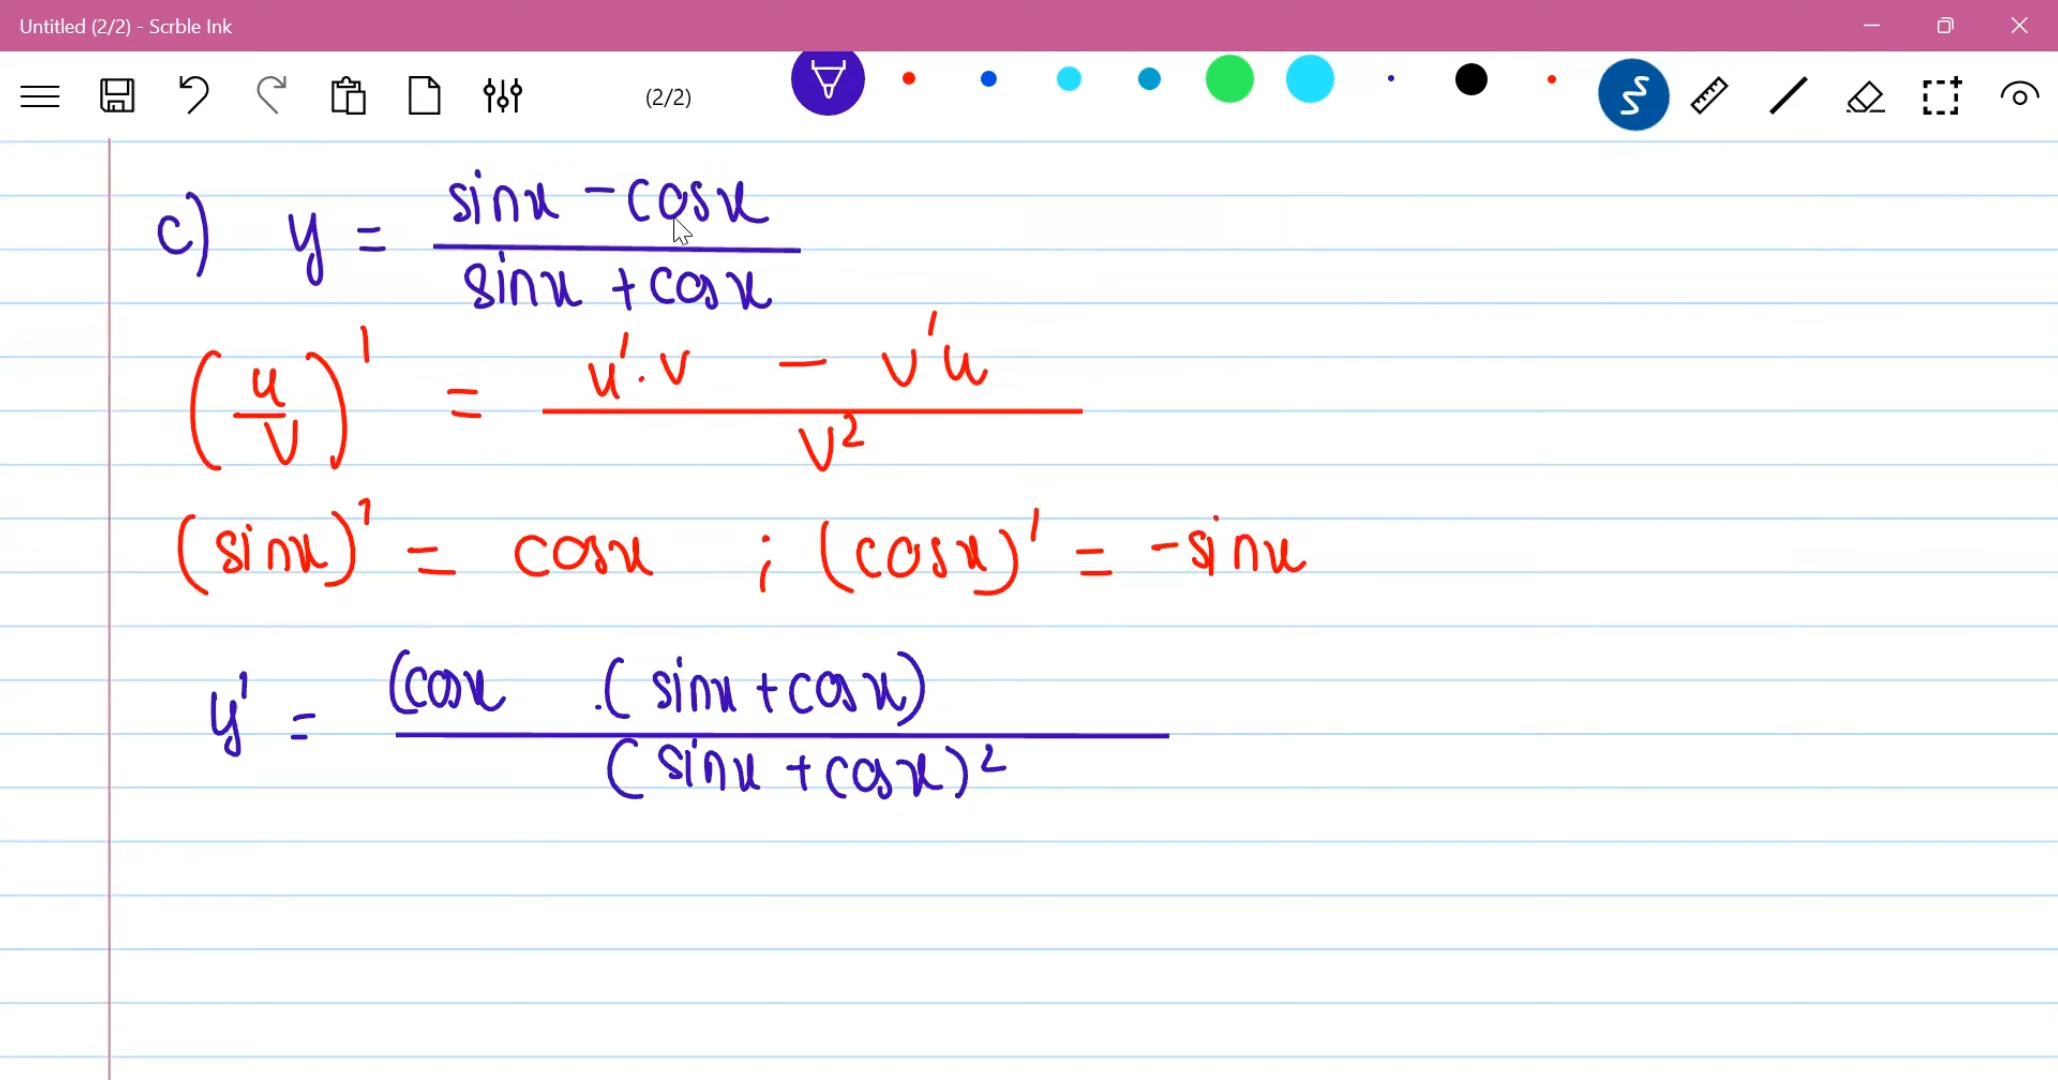 Untitled (2/2) - Scrble Ink
(2/2)
c) y = (sinx - cosx) / (sinx + cosx)
(u/v)' = (u'.v - v'u) / v²
(sinx)' = cosx ; (cosx)' = -sinx
y' = (cosx .(sinx+cosx) / (sinx+cosx)²